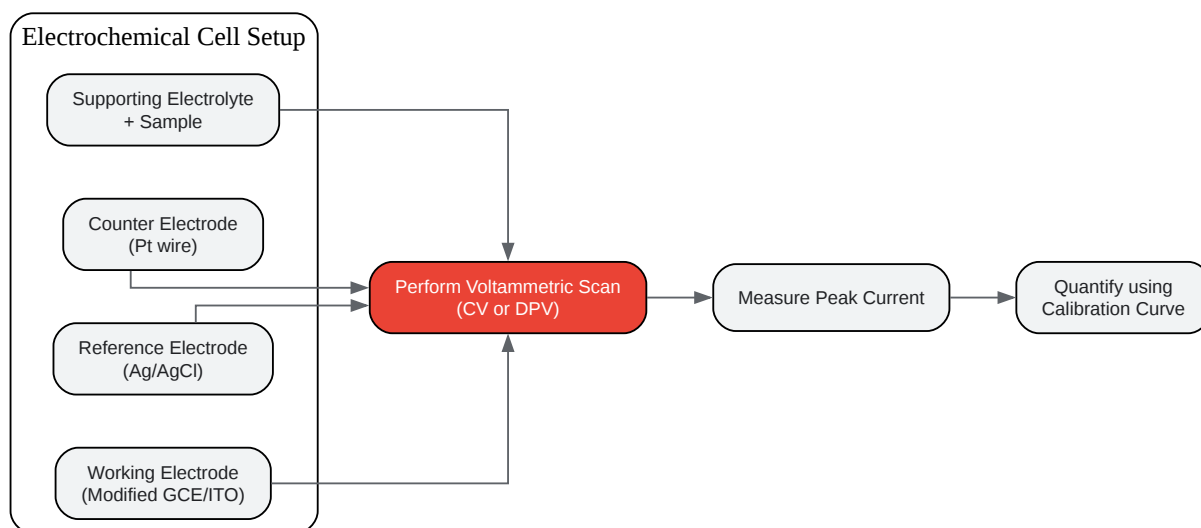 Electrochemical Cell Setup
Supporting Electrolyte
+ Sample
Counter Electrode
(Pt wire)
Reference Electrode
(Ag/AgCl)
Working Electrode
(Modified GCE/ITO)
Perform Voltammetric Scan
(CV or DPV)
Measure Peak Current
Quantify using
Calibration Curve